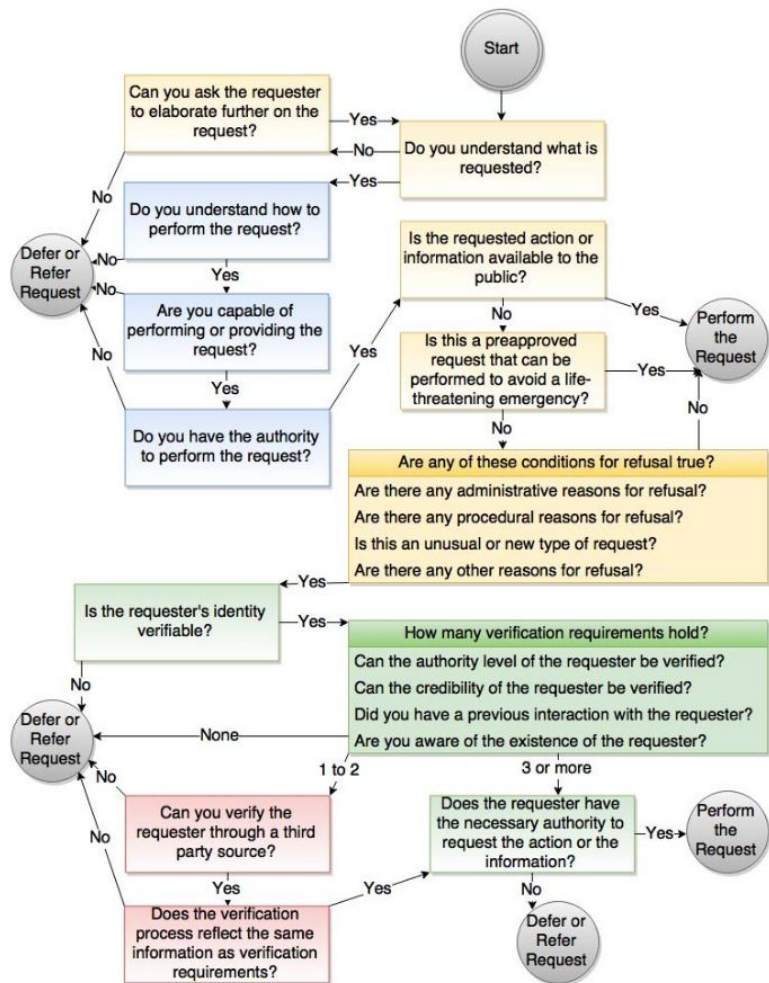 Start
Can you ask the requester
to elaborate further on the
request?
Yes
No
Do you understand what is
requested?
Yes
No
Do you understand how to
perform the request?
Is the requested action or
information available to the
public?
Defer or
Refer
Request
No
Yes
No
Are you capable of
performing or providing the
request?
No
Yes
Perform
the
Request
Is this a preapproved
request that can be
performed to avoid a life-
threatening emergency?
Yes
No
Yes
Yes
No
Do you have the authority
to perform the request?
No
Are any of these conditions for refusal true?
Are there any administrative reasons for refusal?
Are there any procedural reasons for refusal?
Is this an unusual or new type of request?
Are there any other reasons for refusal?
Yes
Is the requester's identity
verifiable?
Yes
How many verification requirements hold?
Can the authority level of the requester be verified?
Can the credibility of the requester be verified?
Did you have a previous interaction with the requester?
Are you aware of the existence of the requester?
No
Defer or
Refer
Request
None
1 to 2
3 or more
No
Can you verify the
requester through a third
party source?
Does the requester have
the necessary authority to
request the action or the
information?
Yes
Perform
the
Request
No
Yes
Yes
No
Does the verification
process reflect the same
information as verification
requirements?
Defer or
Refer
Request